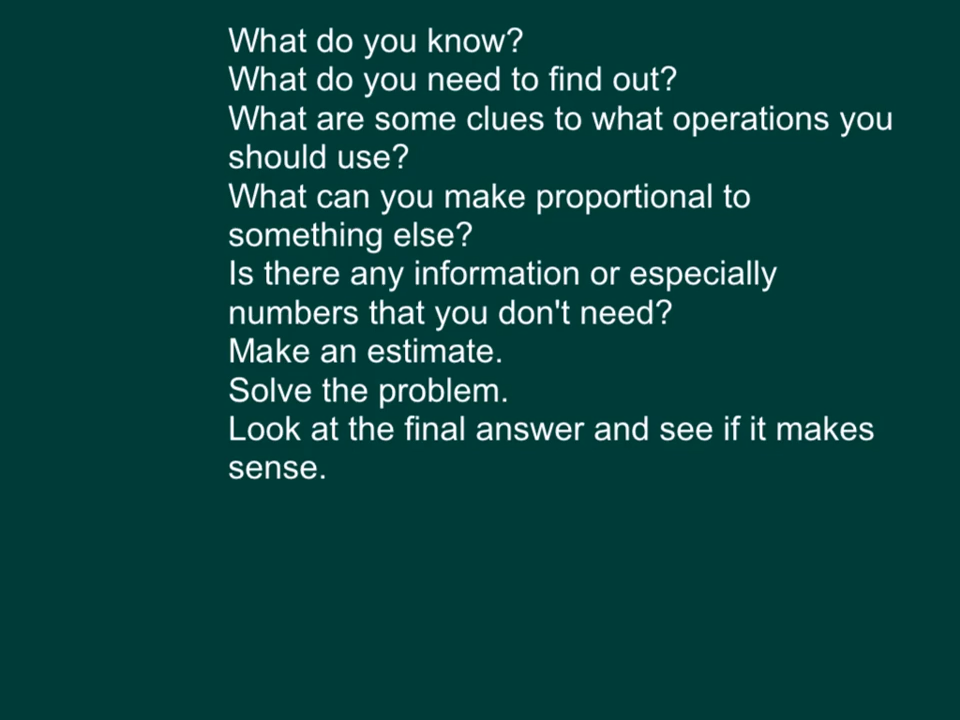 What do you know?
What do you need to find out?
What are some clues to what operations you
should use?
What can you make proportional to
something else?
Is there any information or especially
numbers that you don't need?
Make an estimate.
Solve the problem.
Look at the final answer and see if it makes
sense.